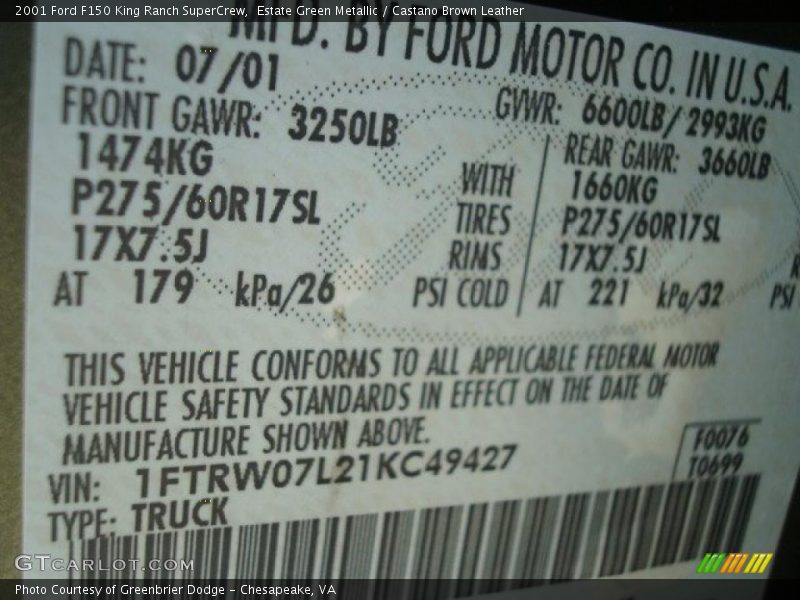 2001 Ford F150 King Ranch SuperCrew,  Estate Green Metallic / Castano Brown Leather
MFD. BY FORD MOTOR CO. IN U.S.A.
DATE: 07/01
GVWR: 6600LB/2993KG
FRONT GAWR: 3250LB
1474KG
P275/60R17SL
17X7.5J
AT 179 kPa/26
WITH
TIRES
RIMS
PSI COLD
REAR GAWR: 3660LB
1660KG
P275/60R17SL
17X7.5J
AT 221 kPa/32
PSI
THIS VEHICLE CONFORMS TO ALL APPLICABLE FEDERAL MOTOR
VEHICLE SAFETY STANDARDS IN EFFECT ON THE DATE OF
MANUFACTURE SHOWN ABOVE.
VIN: 1FTRW07L21KC49427
F0076
T0699
TYPE: TRUCK
GTCARLOT.COM
Photo Courtesy of Greenbrier Dodge – Chesapeake, VA